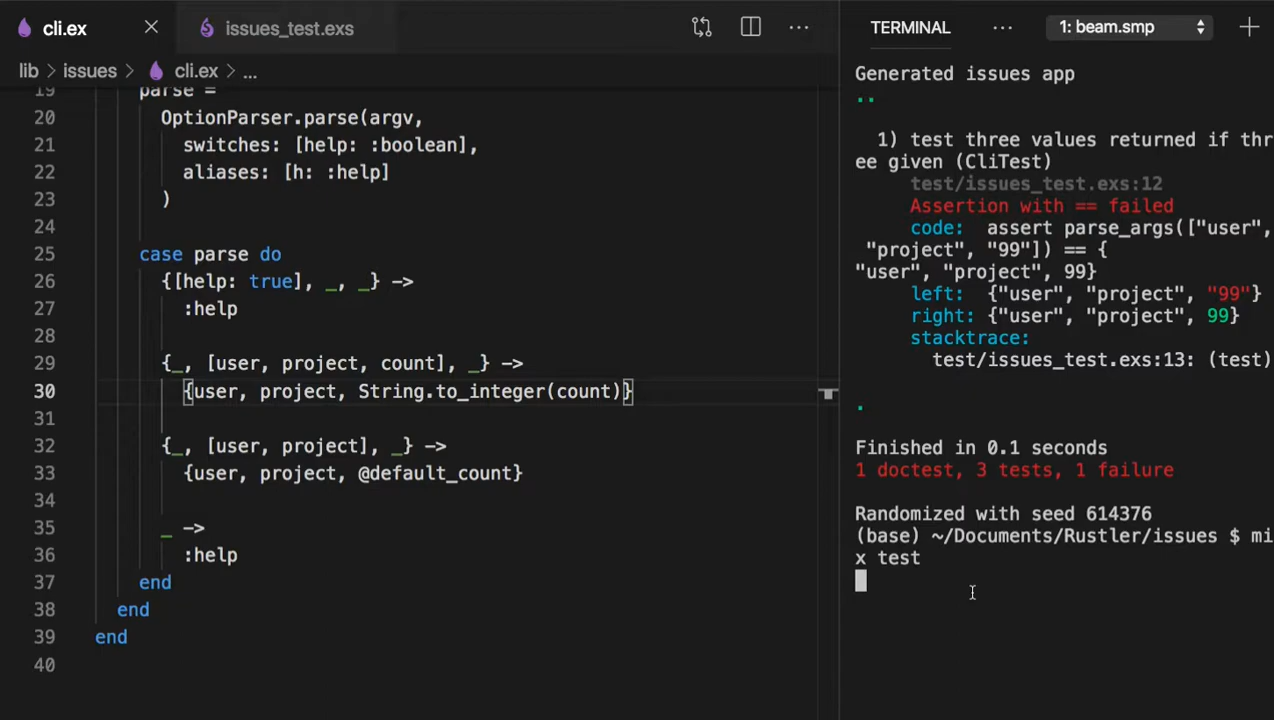 cli.ex
issues_test.exs
lib > issues > cli.ex > ...
19 parse =
20 OptionParser.parse(argv,
21 switches: [help: :boolean],
22 aliases: [h: :help]
23 )
24
25 case parse do
26 {[help: true], _, _} ->
27 :help
28
29 {_, [user, project, count], _} ->
30 {user, project, String.to_integer(count)}
31
32 {_, [user, project], _} ->
33 {user, project, @default_count}
34
35 _ ->
36 :help
37 end
38 end
39 end
40
TERMINAL ... 1: beam.smp
Generated issues app
..
1) test three values returned if thr
ee given (CliTest)
test/issues_test.exs:12
Assertion with == failed
code: assert parse_args(["user",
"project", "99"]) == {
"user", "project", 99}
left: {"user", "project", "99"}
right: {"user", "project", 99}
stacktrace:
test/issues_test.exs:13: (test)
.
Finished in 0.1 seconds
1 doctest, 3 tests, 1 failure
Randomized with seed 614376
(base) ~/Documents/Rustler/issues $ mi
x test